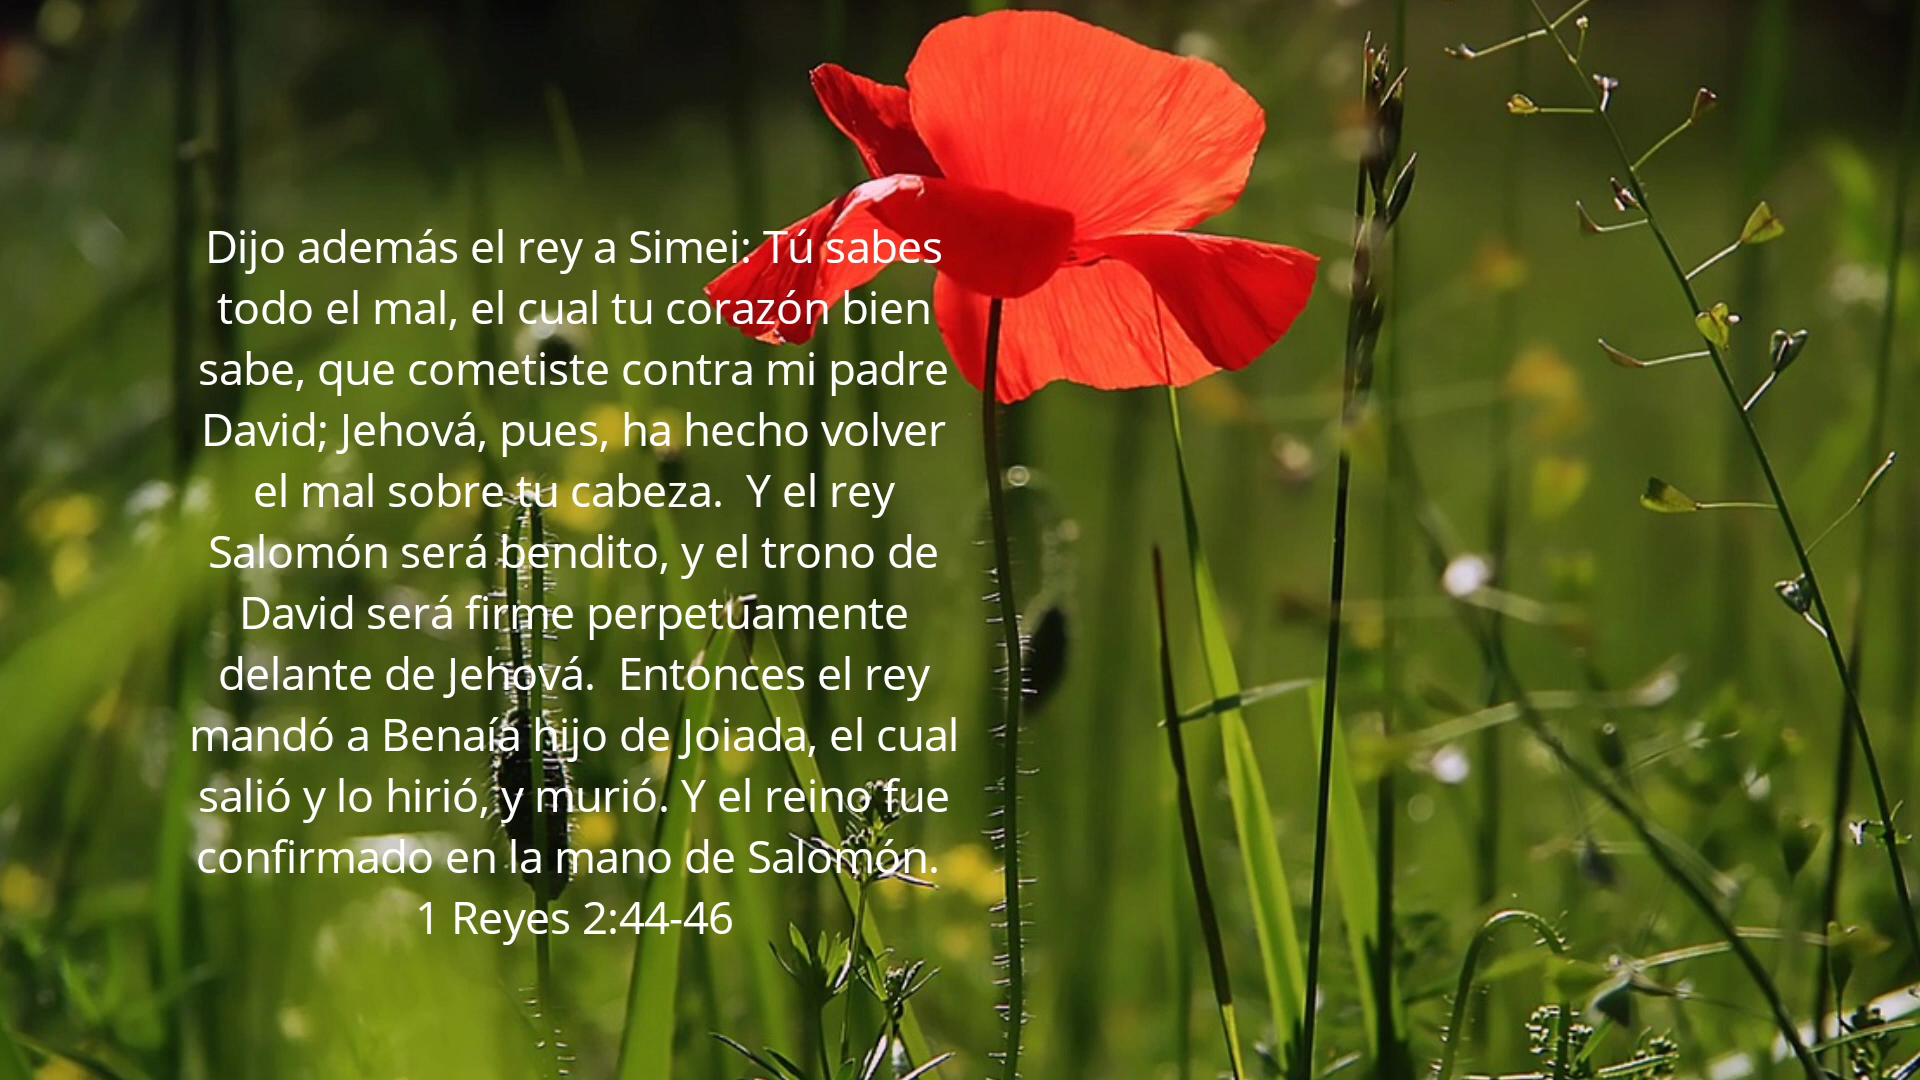 Dijo además el rey a Simei: Tú sabes
todo el mal, el cual tu corazón bien
sabe, que cometiste contra mi padre
David; Jehová, pues, ha hecho volver
el mal sobre tu cabeza.  Y el rey
Salomón será bendito, y el trono de
David será firme perpetuamente
delante de Jehová.  Entonces el rey
mandó a Benaía hijo de Joiada, el cual
salió y lo hirió, y murió. Y el reino fue
confirmado en la mano de Salomón.
1 Reyes 2:44-46